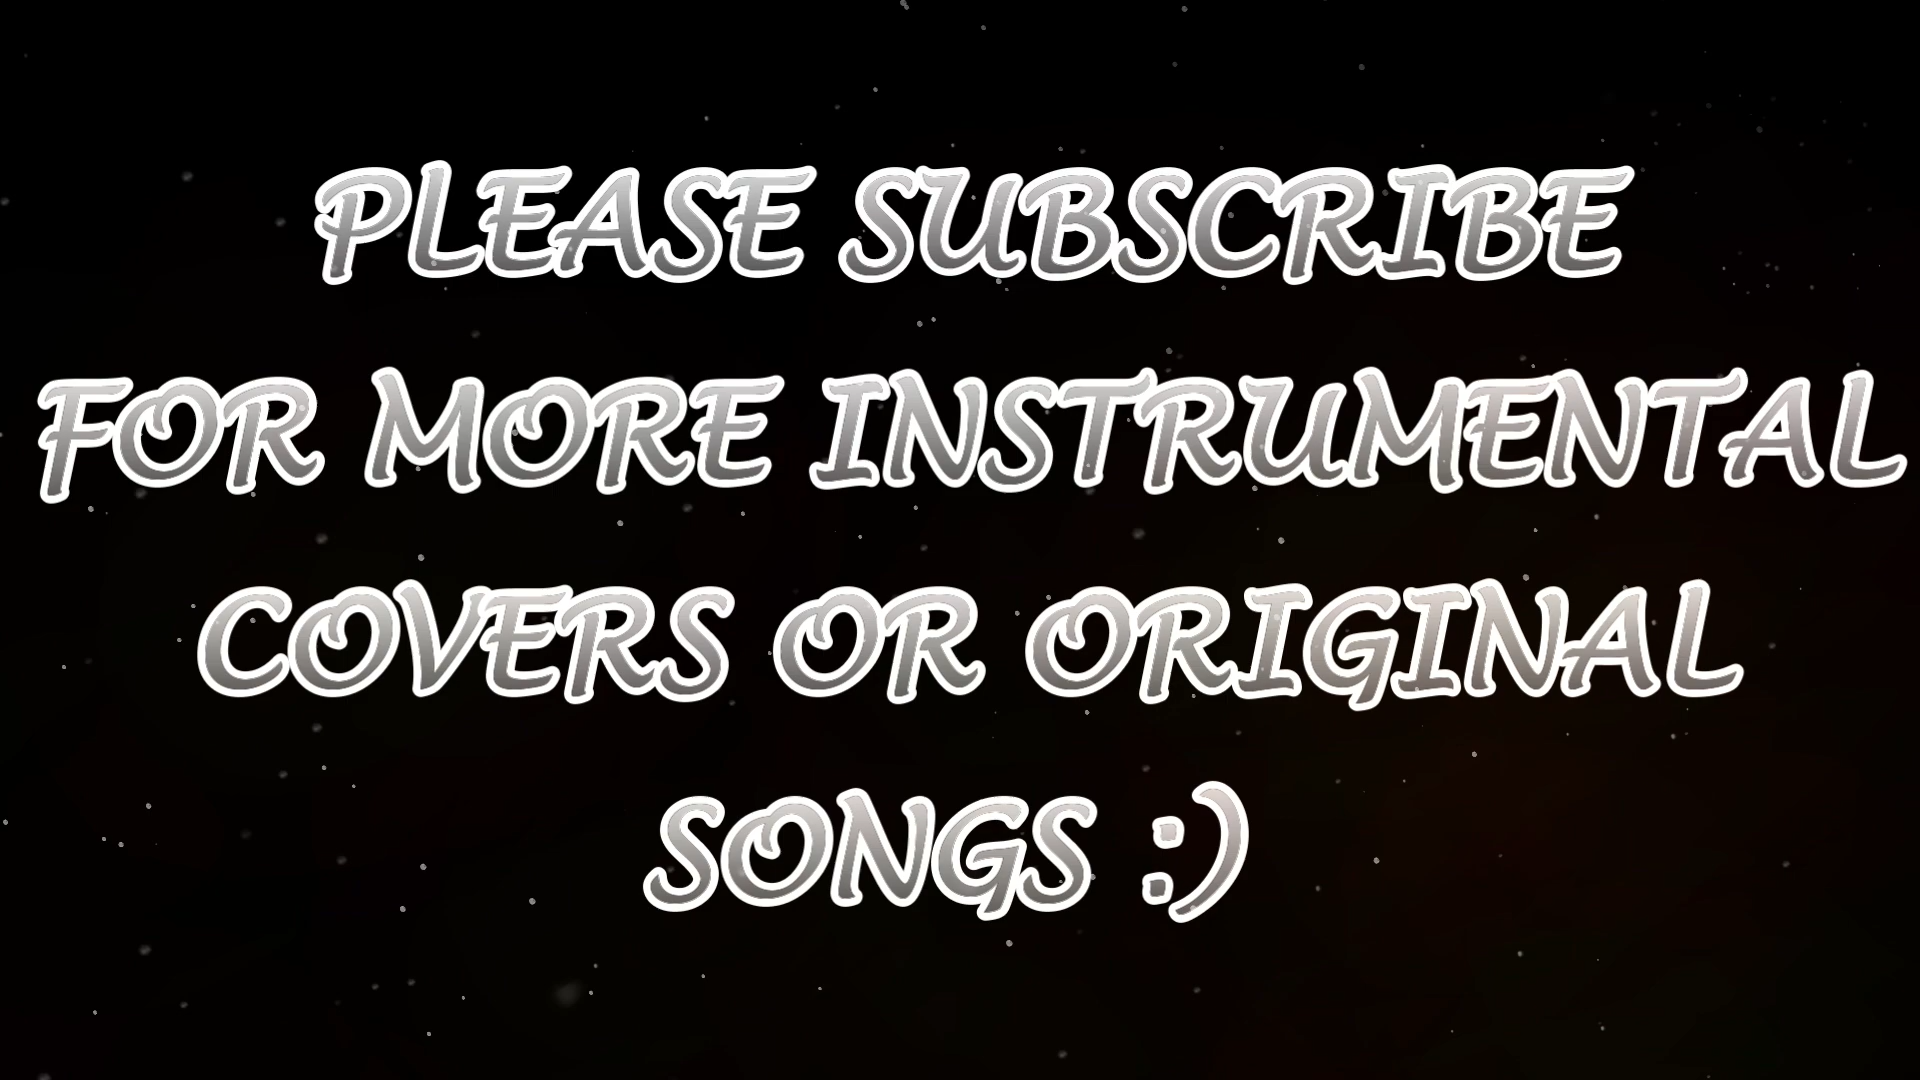 PLEASE SUBSCRIBE
FOR MORE INSTRUMENTAL
COVERS OR ORIGINAL
SONGS :)